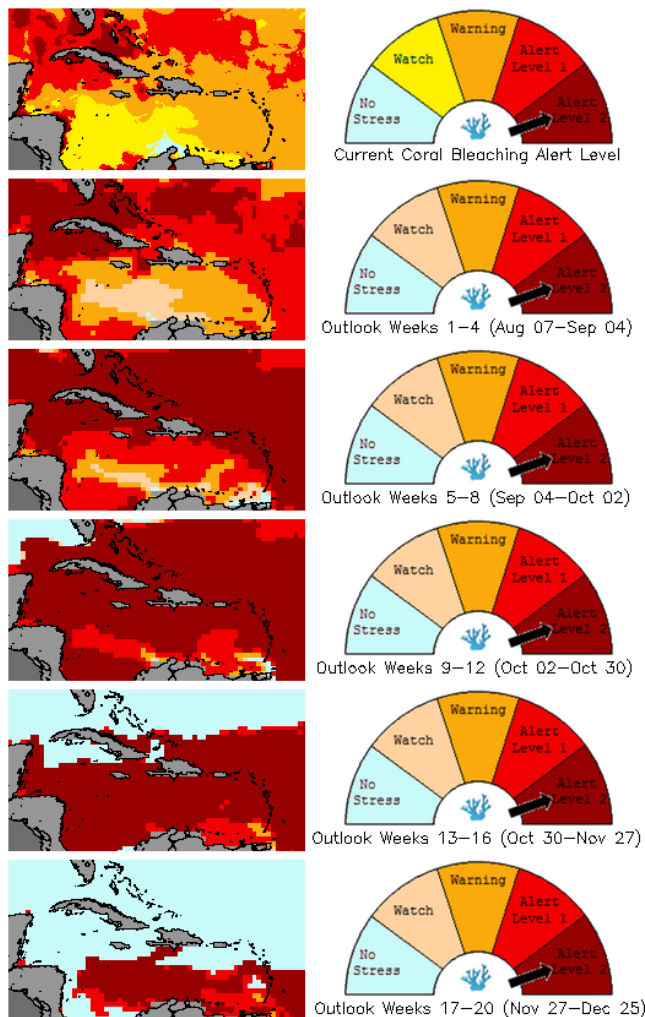 Warning
Watch
Alert
Level 1
No
Stress
Alert
Level 2
Current Coral Bleaching Alert Level
Warning
Watch
Alert
Level 1
No
Stress
Alert
Level 2
Outlook Weeks 1-4 (Aug 07-Sep 04)
Warning
Watch
Alert
Level 1
No
Stress
Alert
Level 2
Outlook Weeks 5-8 (Sep 04-Oct 02)
Warning
Watch
Alert
Level 1
No
Stress
Alert
Level 2
Outlook Weeks 9-12 (Oct 02-Oct 30)
Warning
Watch
Alert
Level 1
No
Stress
Alert
Level 2
Outlook Weeks 13-16 (Oct 30-Nov 27)
Warning
Watch
Alert
Level 1
No
Stress
Alert
Level 2
Outlook Weeks 17-20 (Nov 27-Dec 25)